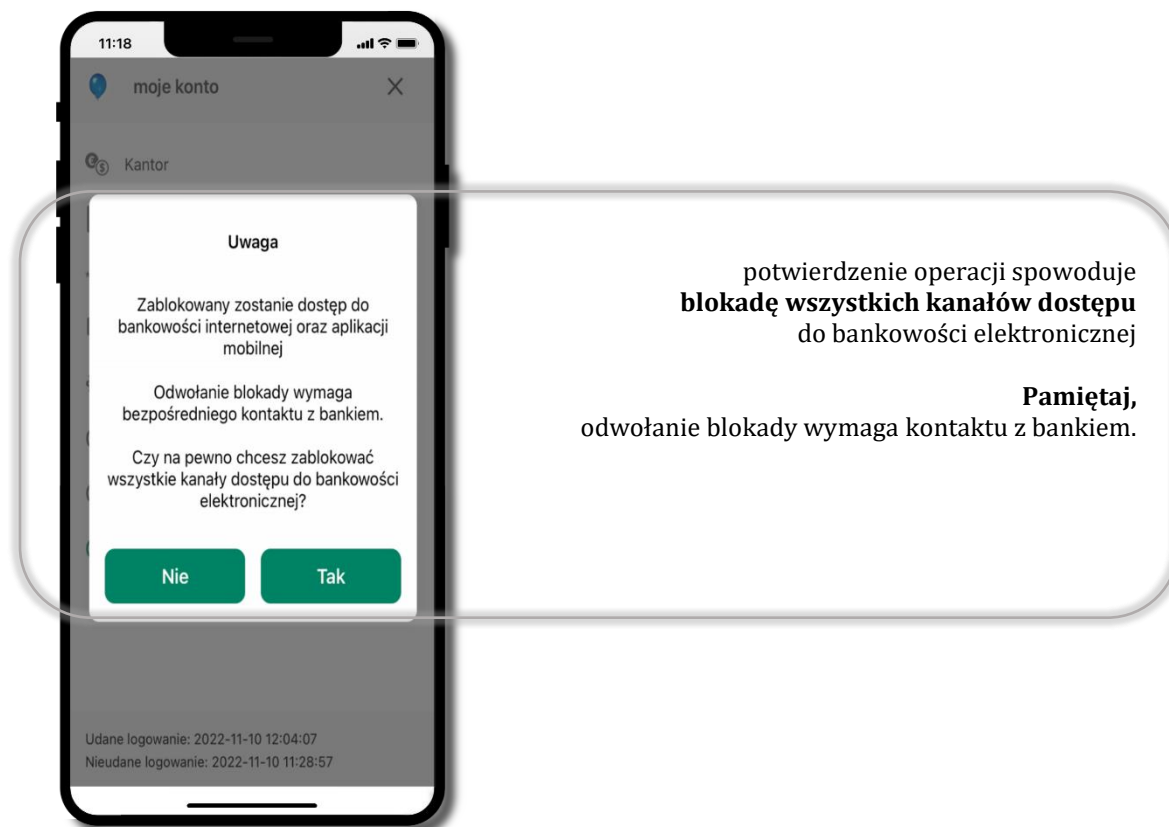 11:18
moje konto
Kantor
Uwaga
Zablokowany zostanie dostęp do
bankowości internetowej oraz aplikacji
mobilnej
Odwołanie blokady wymaga
bezpośredniego kontaktu z bankiem.
Czy na pewno chcesz zablokować
wszystkie kanały dostępu do bankowości
elektronicznej?
Nie
Tak
Udane logowanie: 2022-11-10 12:04:07
Nieudane logowanie: 2022-11-10 11:28:57
potwierdzenie operacji spowoduje
blokadę wszystkich kanałów dostępu
do bankowości elektronicznej
Pamiętaj,
odwołanie blokady wymaga kontaktu z bankiem.